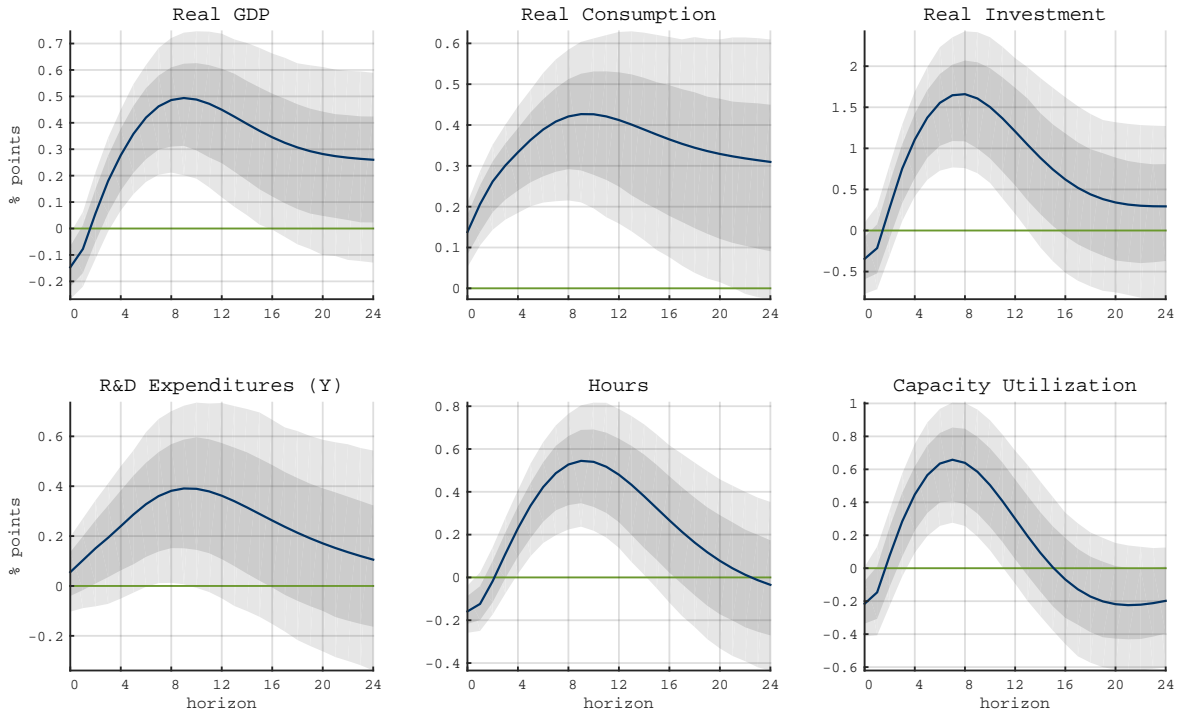 Real GDP
% points
0.7
0.6
0.5
0.4
0.3
0.2
0.1
0
-0.1
-0.2
0 4 8 12 16 20 24
Real Consumption
0.6
0.5
0.4
0.3
0.2
0.1
0
0 4 8 12 16 20 24
Real Investment
2
1.5
1
0.5
0
-0.5
0 4 8 12 16 20 24
R&D Expenditures (Y)
% points
0.6
0.4
0.2
0
-0.2
0 4 8 12 16 20 24
horizon
Hours
0.8
0.6
0.4
0.2
0
-0.2
-0.4
0 4 8 12 16 20 24
horizon
Capacity Utilization
1
0.8
0.6
0.4
0.2
0
-0.2
-0.4
-0.6
0 4 8 12 16 20 24
horizon